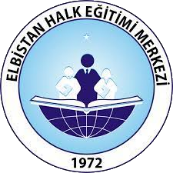 ELBİSTAN HALK EĞİTİMİ MERKEZİ
1972